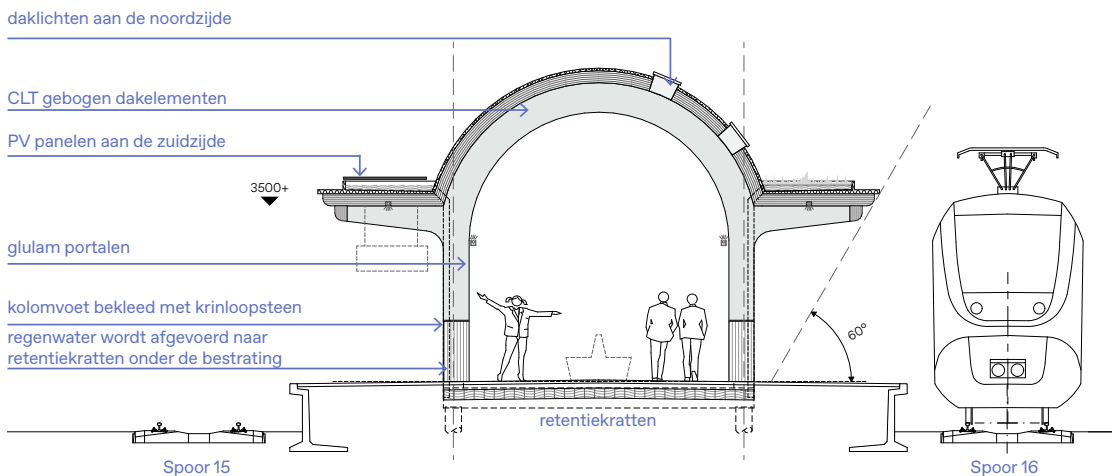 daklichten aan de noordzijde
CLT gebogen dakelementen
PV panelen aan de zuidzijde
3500+
glulam portalen
kolomvoet bekleed met krinloopsteen
regenwater wordt afgevoerd naar
retentiekratten onder de bestrating
60°
retentiekratten
Spoor 15
Spoor 16